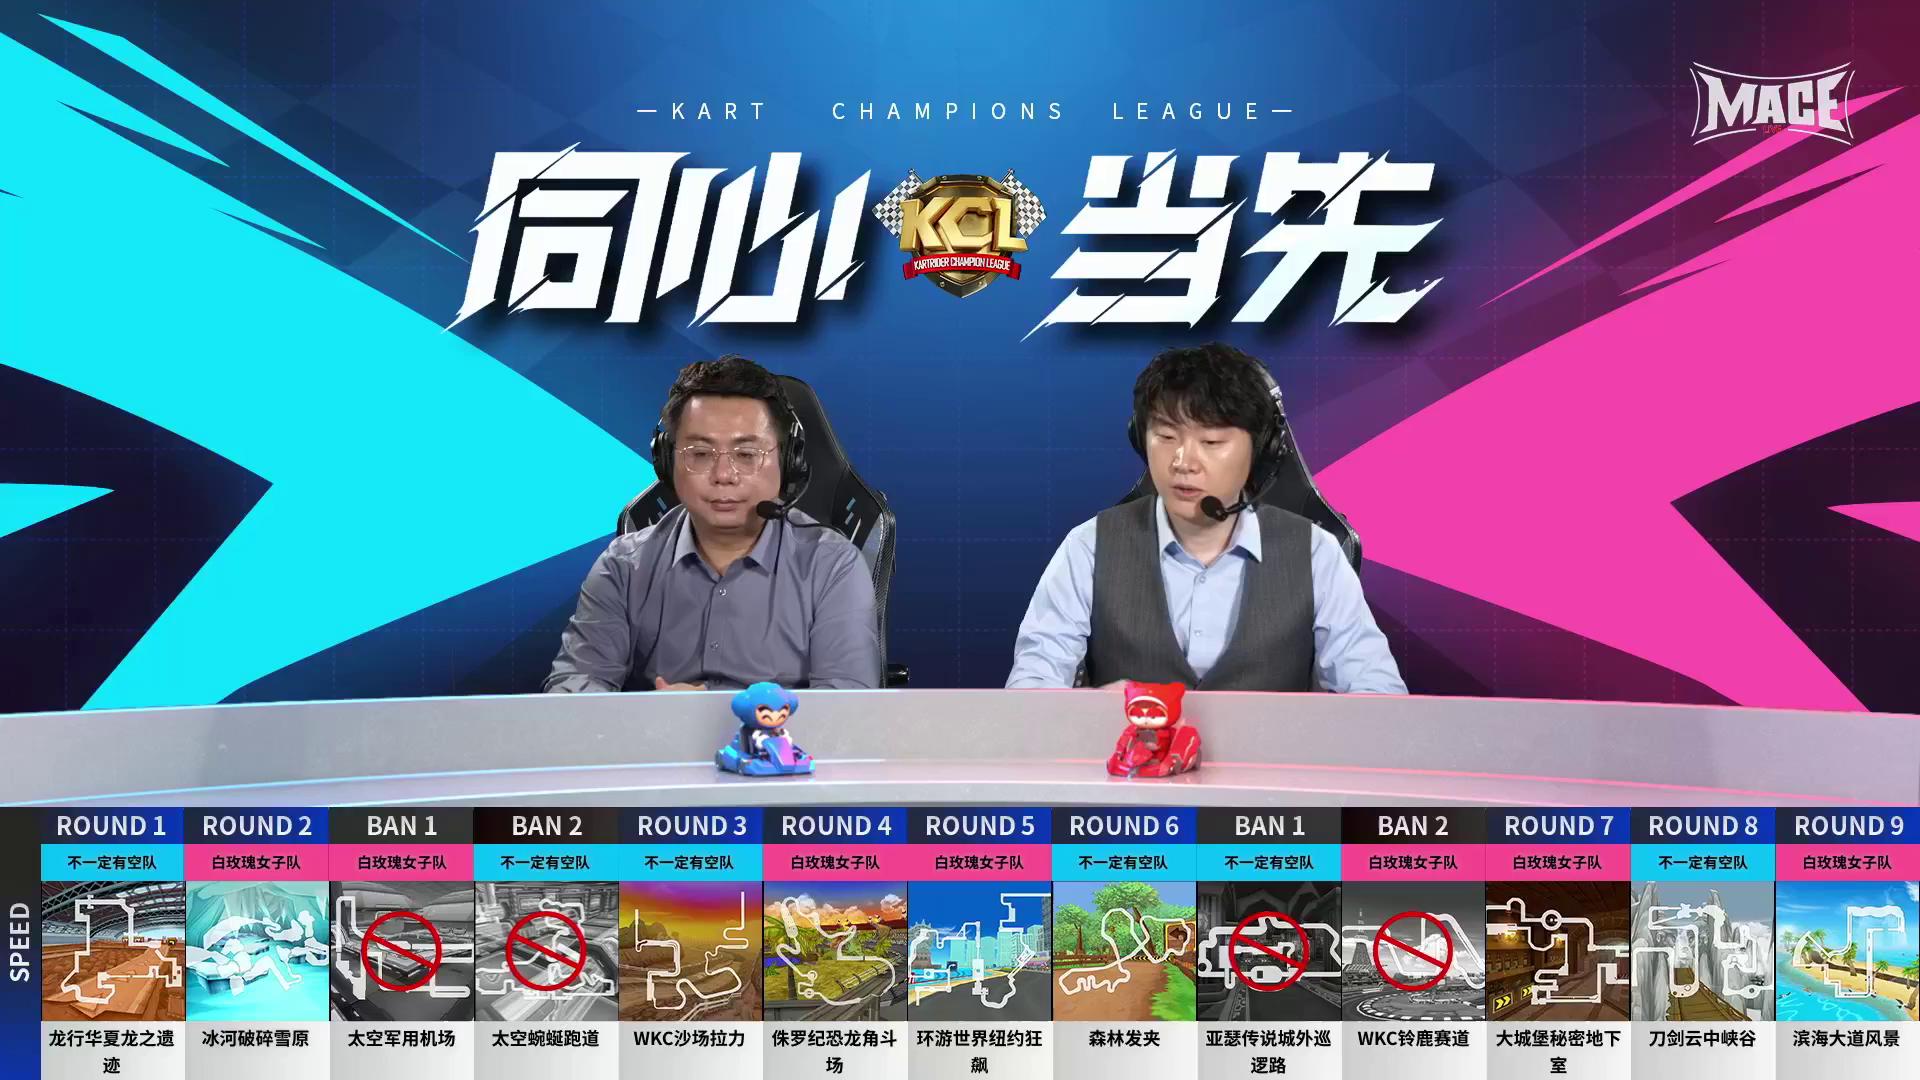 —KART CHAMPIONS LEAGUE—
MACE
LIVE
同心 KCL 当先
KARTRIDER CHAMPION LEAGUE
SPEED
ROUND 1
不一定有空队
龙行华夏龙之遗
迹
ROUND 2
白玫瑰女子队
冰河破碎雪原
BAN 1
白玫瑰女子队
太空军用机场
BAN 2
不一定有空队
太空蜿蜒跑道
ROUND 3
不一定有空队
WKC沙场拉力
ROUND 4
白玫瑰女子队
侏罗纪恐龙角斗
场
ROUND 5
白玫瑰女子队
环游世界纽约狂
飙
ROUND 6
不一定有空队
森林发夹
BAN 1
不一定有空队
亚瑟传说城外巡
逻路
BAN 2
白玫瑰女子队
WKC铃鹿赛道
ROUND 7
白玫瑰女子队
大城堡秘密地下
室
ROUND 8
不一定有空队
刀剑云中峡谷
ROUND 9
白玫瑰女子队
滨海大道风景